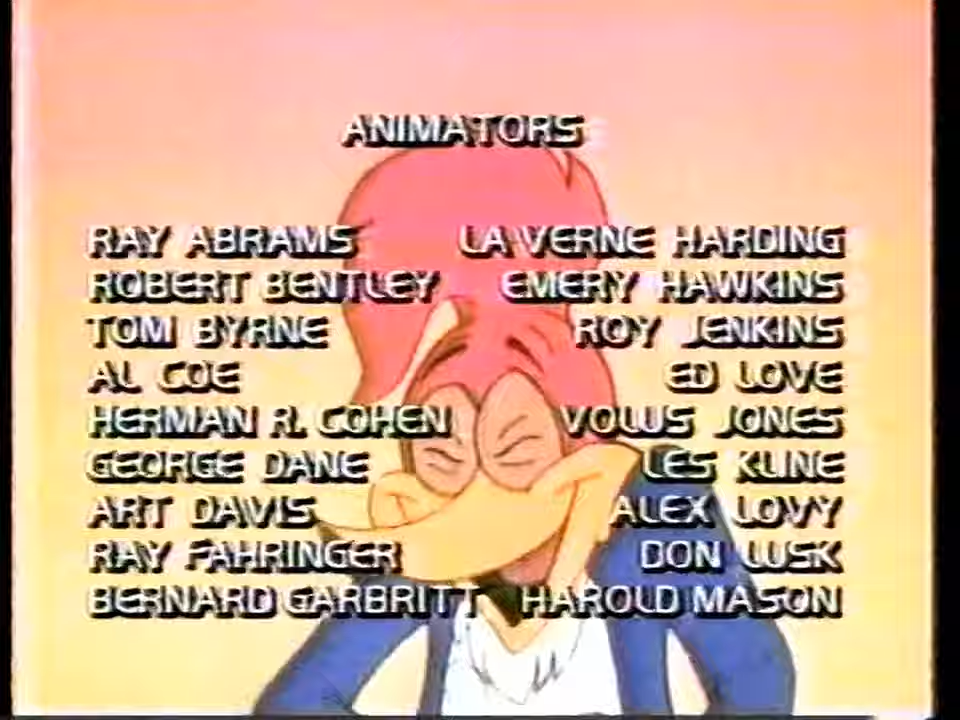 ANIMATORS
RAY ABRAMS LA VERNE HARDING
ROBERT BENTLEY EMERY HAWKINS
TOM BYRNE ROY JENKINS
AL COE ED LOVE
HERMAN R. COHEN VOLUS JONES
GEORGE DANE LES KLINE
ART DAVIS ALEX LOVY
RAY FAHRINGER DON LUSK
BERNARD GARBRITT HAROLD MASON